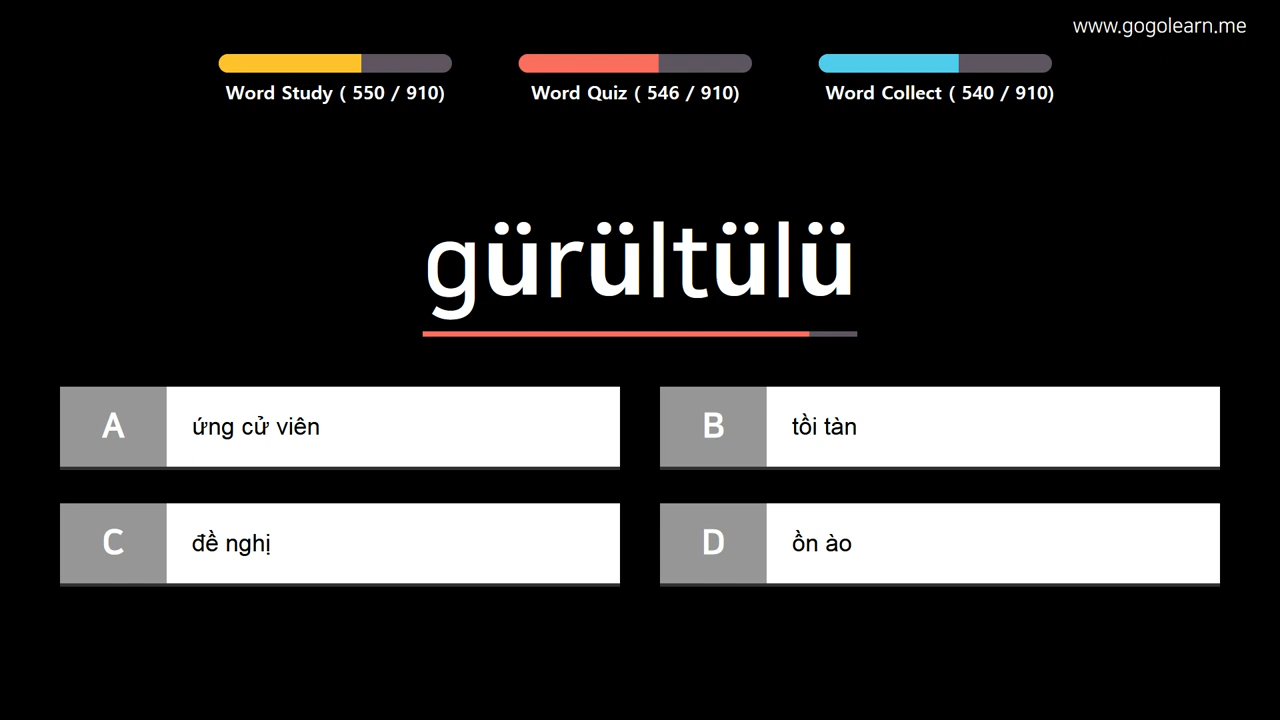 www.gogolearn.me
Word Study ( 550 / 910)
Word Quiz ( 546 / 910)
Word Collect ( 540 / 910)
gürültülü
A ứng cử viên
B tồi tàn
C đề nghị
D ồn ào